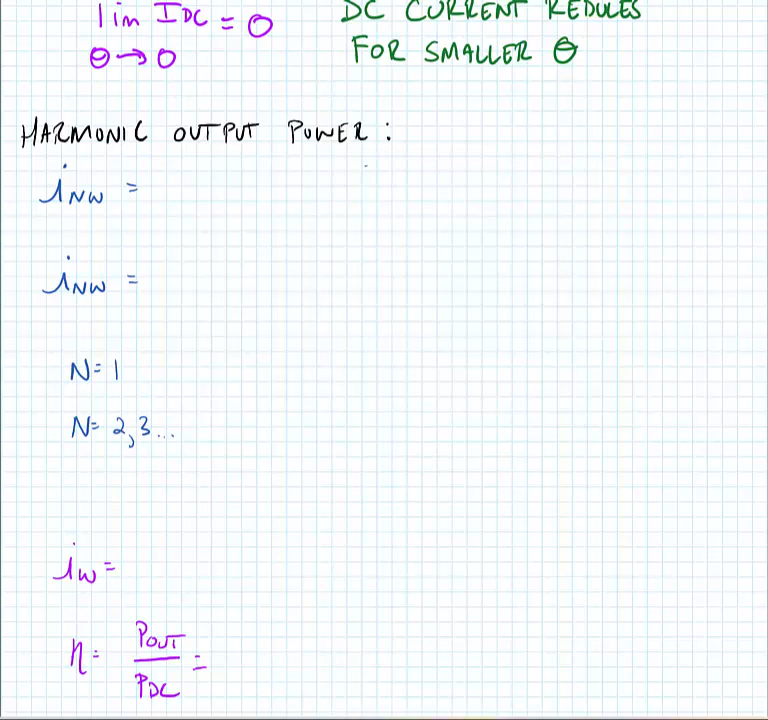 lim IDC = 0 DC CURRENT REDUCES
θ→0 FOR SMALLER θ
HARMONIC OUTPUT POWER:
iNW =
iNW =
N=1
N= 2,3...
iW=
η= POUT/PDC =